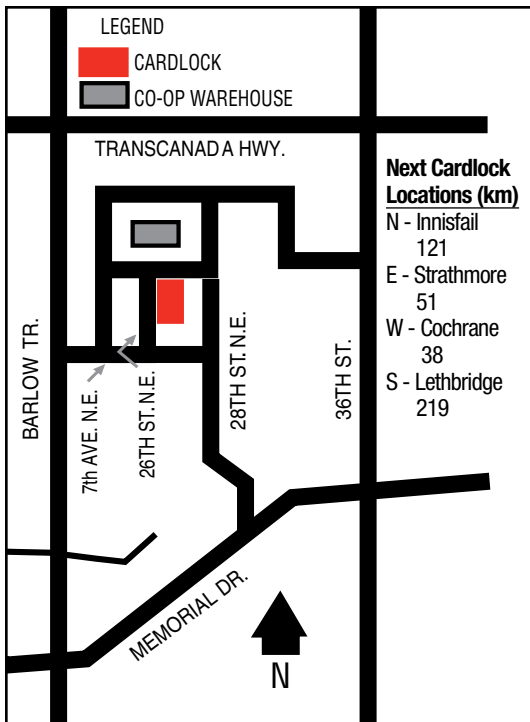 LEGEND
CARDLOCK
CO-OP WAREHOUSE
TRANSCANADA HWY.
Next Cardlock
Locations (km)
N - Innisfail
121
E - Strathmore
51
W - Cochrane
38
S - Lethbridge
219
BARLOW TR.
7th AVE. N.E.
26TH ST. N.E.
28TH ST. N.E.
36TH ST.
MEMORIAL DR.
N